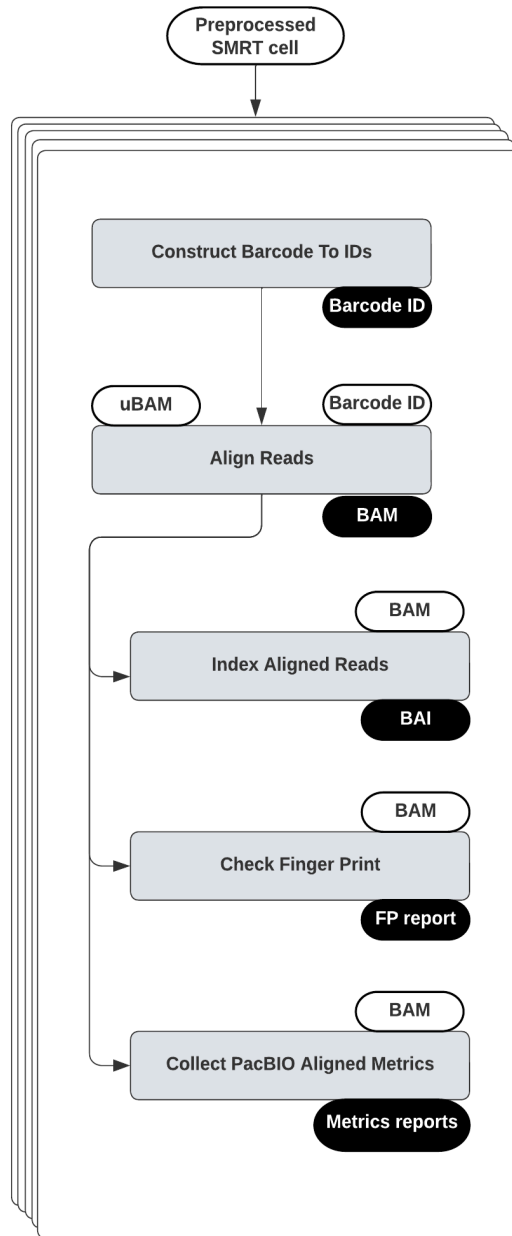 Preprocessed
SMRT cell
Construct Barcode To IDs
Barcode ID
uBAM
Barcode ID
Align Reads
BAM
BAM
Index Aligned Reads
BAI
BAM
Check Finger Print
FP report
BAM
Collect PacBIO Aligned Metrics
Metrics reports